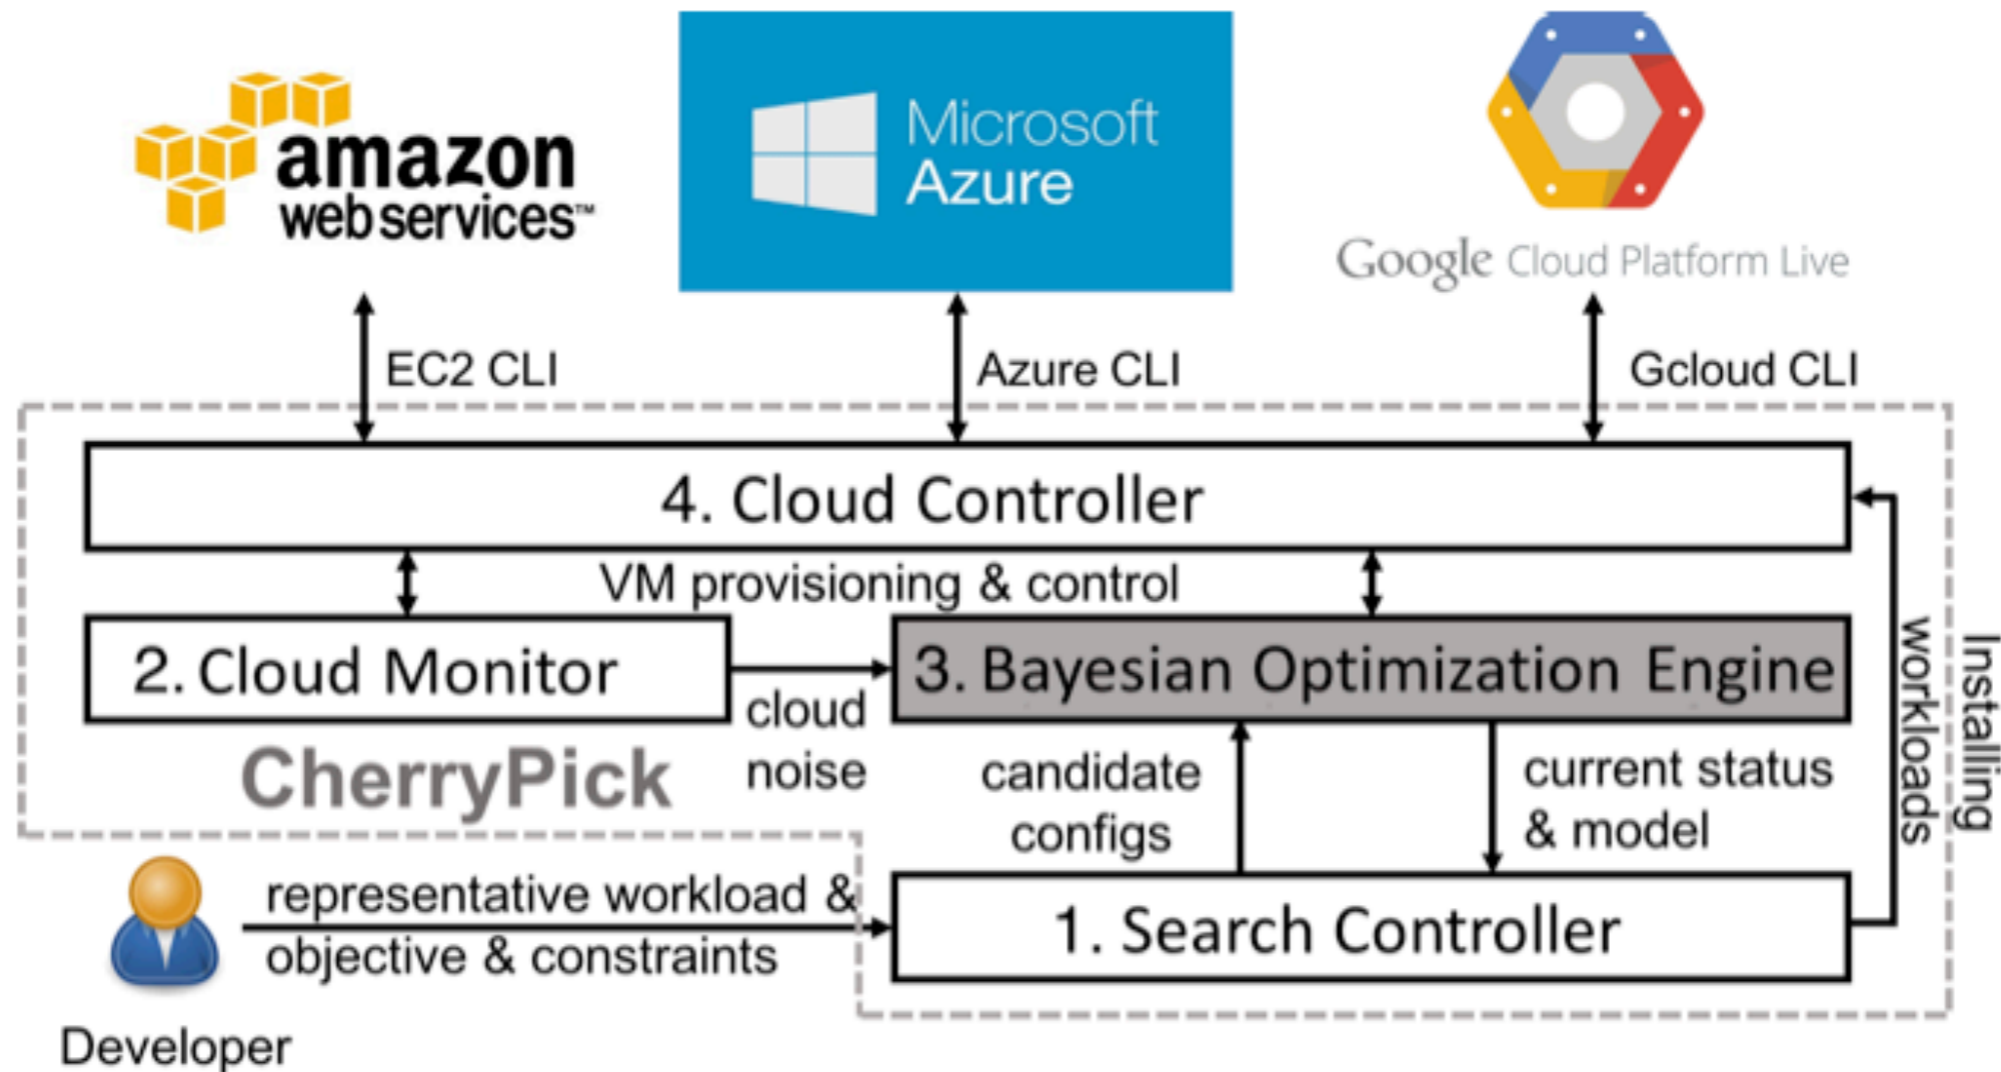 amazon
web services™
Microsoft
Azure
Google Cloud Platform Live
EC2 CLI
Azure CLI
Gcloud CLI
4. Cloud Controller
VM provisioning & control
2. Cloud Monitor
3. Bayesian Optimization Engine
cloud
noise
CherryPick
candidate
configs
current status
& model
Installing
workloads
representative workload &
objective & constraints
1. Search Controller
Developer